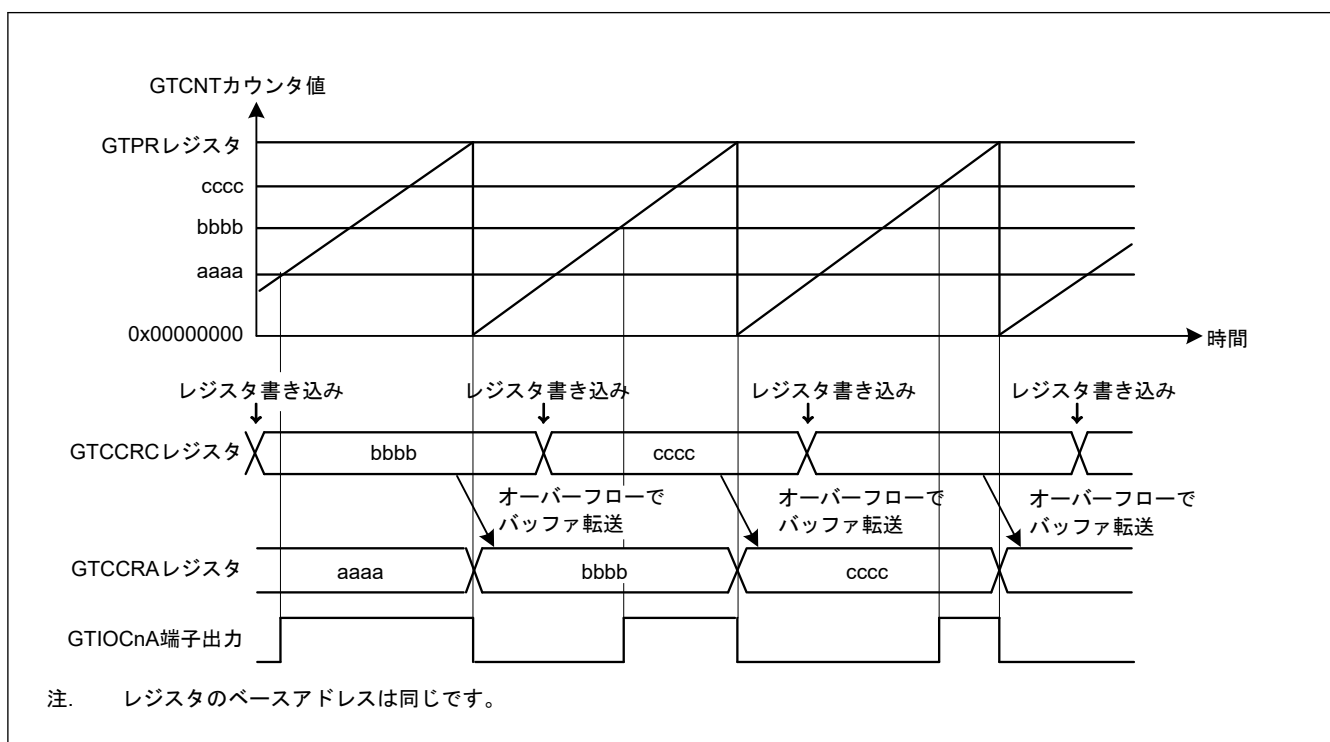 GTCNTカウンタ値
GTPRレジスタ
cccc
bbbb
aaaa
0x00000000
時間
レジスタ書き込み レジスタ書き込み レジスタ書き込み レジスタ書き込み
GTCCRCレジスタ bbbb cccc
オーバーフローで オーバーフローで オーバーフローで
バッファ転送 バッファ転送 バッファ転送
GTCCRAレジスタ aaaa bbbb cccc
GTIOCnA端子出力
注. レジスタのベースアドレスは同じです。